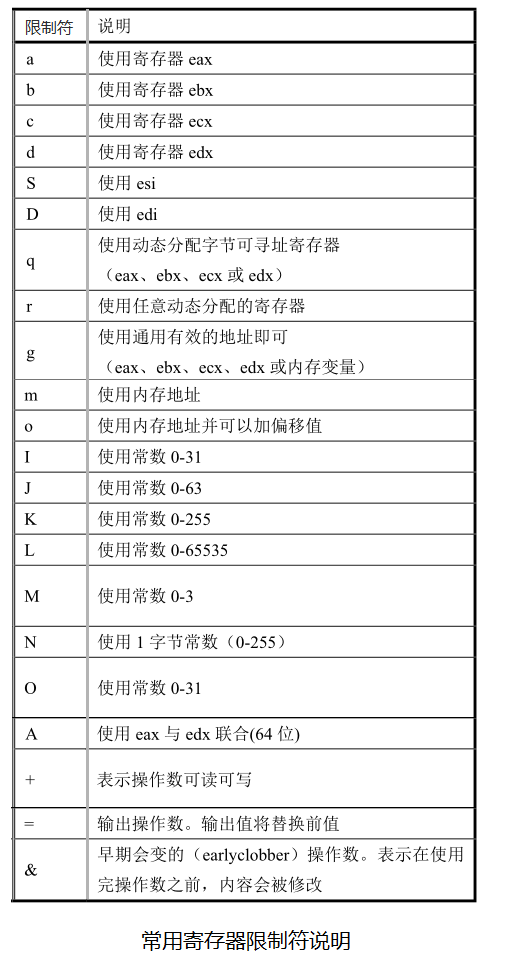 限制符 说明
a 使用寄存器 eax
b 使用寄存器 ebx
c 使用寄存器 ecx
d 使用寄存器 edx
S 使用 esi
D 使用 edi
q 使用动态分配字节可寻址寄存器
（eax、ebx、ecx 或 edx）
r 使用任意动态分配的寄存器
g 使用通用有效的地址即可
（eax、ebx、ecx、edx 或内存变量）
m 使用内存地址
o 使用内存地址并可以加偏移值
I 使用常数 0-31
J 使用常数 0-63
K 使用常数 0-255
L 使用常数 0-65535
M 使用常数 0-3
N 使用 1 字节常数（0-255）
O 使用常数 0-31
A 使用 eax 与 edx 联合(64 位)
+ 表示操作数可读可写
= 输出操作数。输出值将替换前值
& 早期会变的（earlyclobber）操作数。表示在使用
完操作数之前，内容会被修改
常用寄存器限制符说明